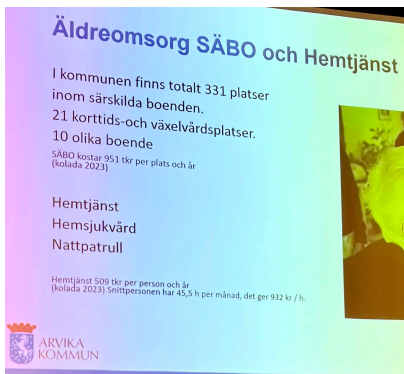 Äldreomsorg SÄBO och Hemtjänst
I kommunen finns totalt 331 platser
inom särskilda boenden.
21 korttids-och växelvårdsplatser.
10 olika boende
SÄBO kostar 951 tkr per plats och år
(kolada 2023)
Hemtjänst
Hemsjukvård
Nattpatrull
Hemtjänst 509 tkr per person och år
(kolada 2023) Snittpersonen har 45,5 h per månad, det ger 932 kr / h.
ARVIKA
KOMMUN